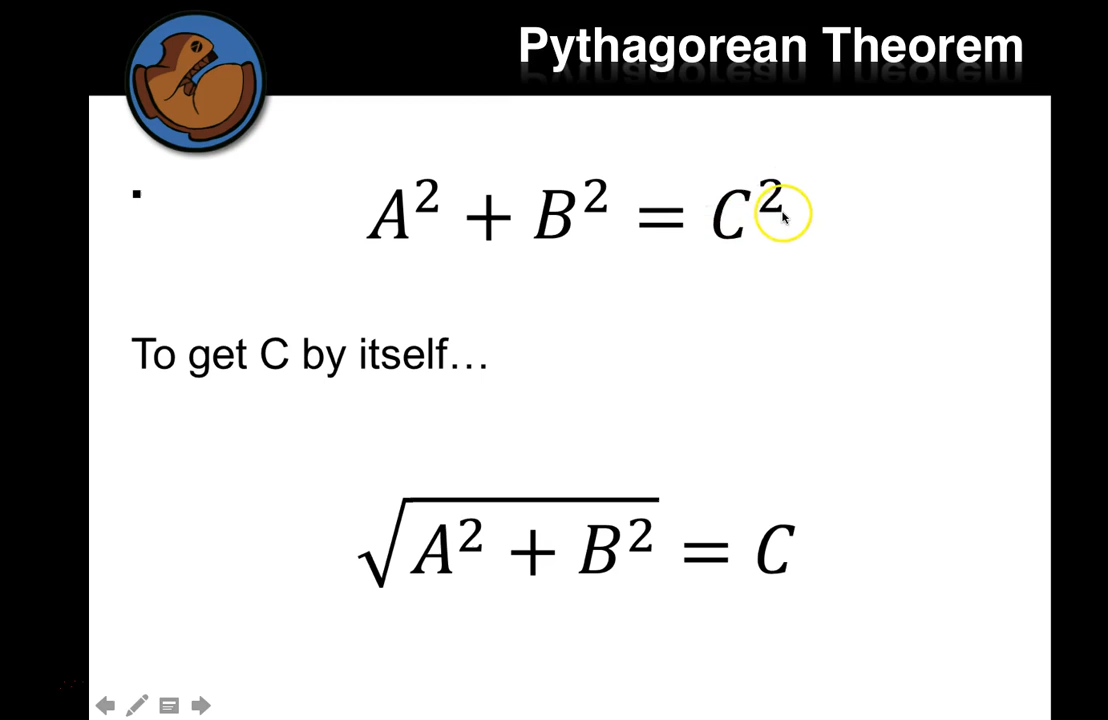 Pythagorean Theorem
▪ A² + B² = C²
To get C by itself…
√(A² + B²) = C